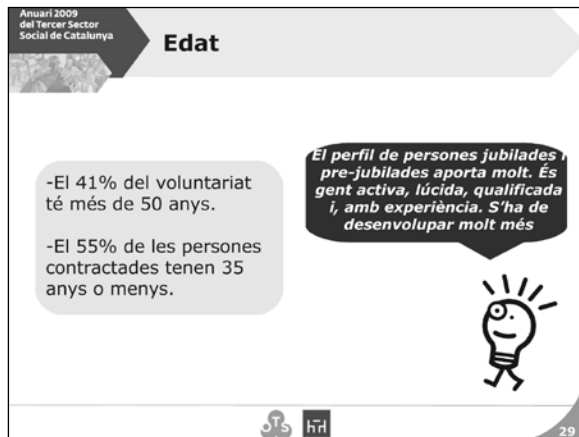 Anuari 2009
del Tercer Sector
Social de Catalunya
Edat
-El 41% del voluntariat
té més de 50 anys.
-El 55% de les persones
contractades tenen 35
anys o menys.
El perfil de persones jubilades i
pre-jubilades aporta molt. És
gent activa, lúcida, qualificada
i, amb experiència. S'ha de
desenvolupar molt més
OTS
hTh
29